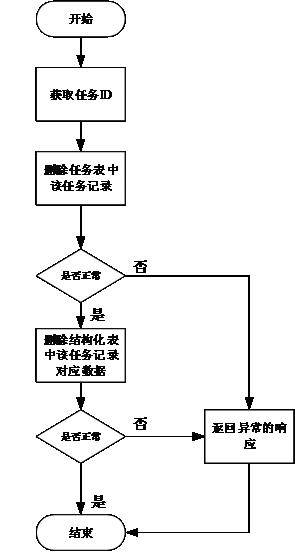 开始
获取任务ID
删除任务表中
该任务记录
是否正常
否
是
删除结构化表
中该任务记录
对应数据
是否正常
否
返回异常的响
应
是
结束